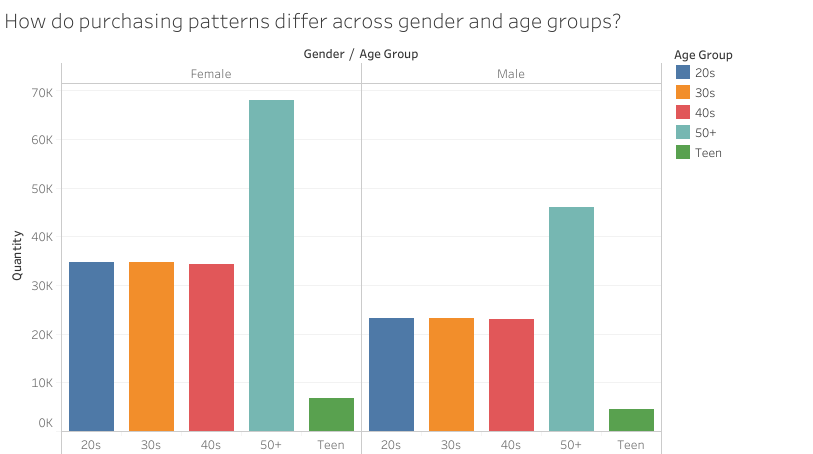 How do purchasing patterns differ across gender and age groups?
Gender / Age Group
Female
Male
70K
60K
50K
40K
30K
20K
10K
0K
Quantity
20s
30s
40s
50+
Teen
20s
30s
40s
50+
Teen
Age Group
20s
30s
40s
50+
Teen